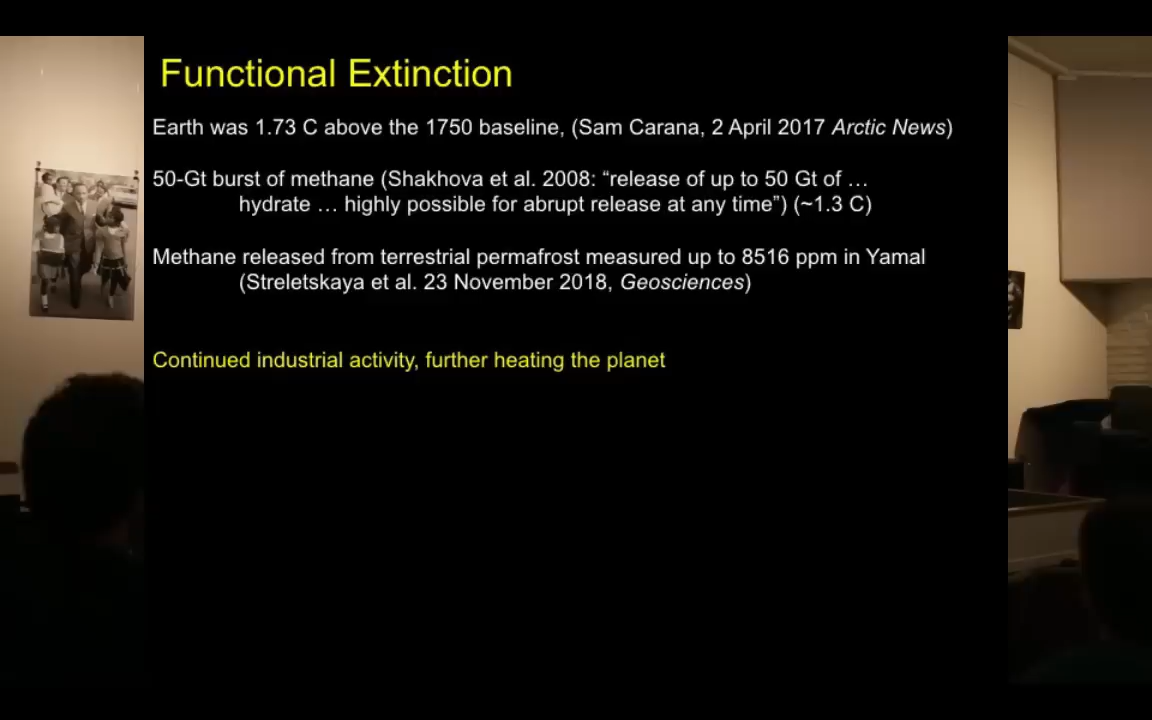 Functional Extinction
Earth was 1.73 C above the 1750 baseline, (Sam Carana, 2 April 2017 Arctic News)
50-Gt burst of methane (Shakhova et al. 2008: “release of up to 50 Gt of …
hydrate … highly possible for abrupt release at any time”) (~1.3 C)
Methane released from terrestrial permafrost measured up to 8516 ppm in Yamal
(Streletskaya et al. 23 November 2018, Geosciences)
Continued industrial activity, further heating the planet